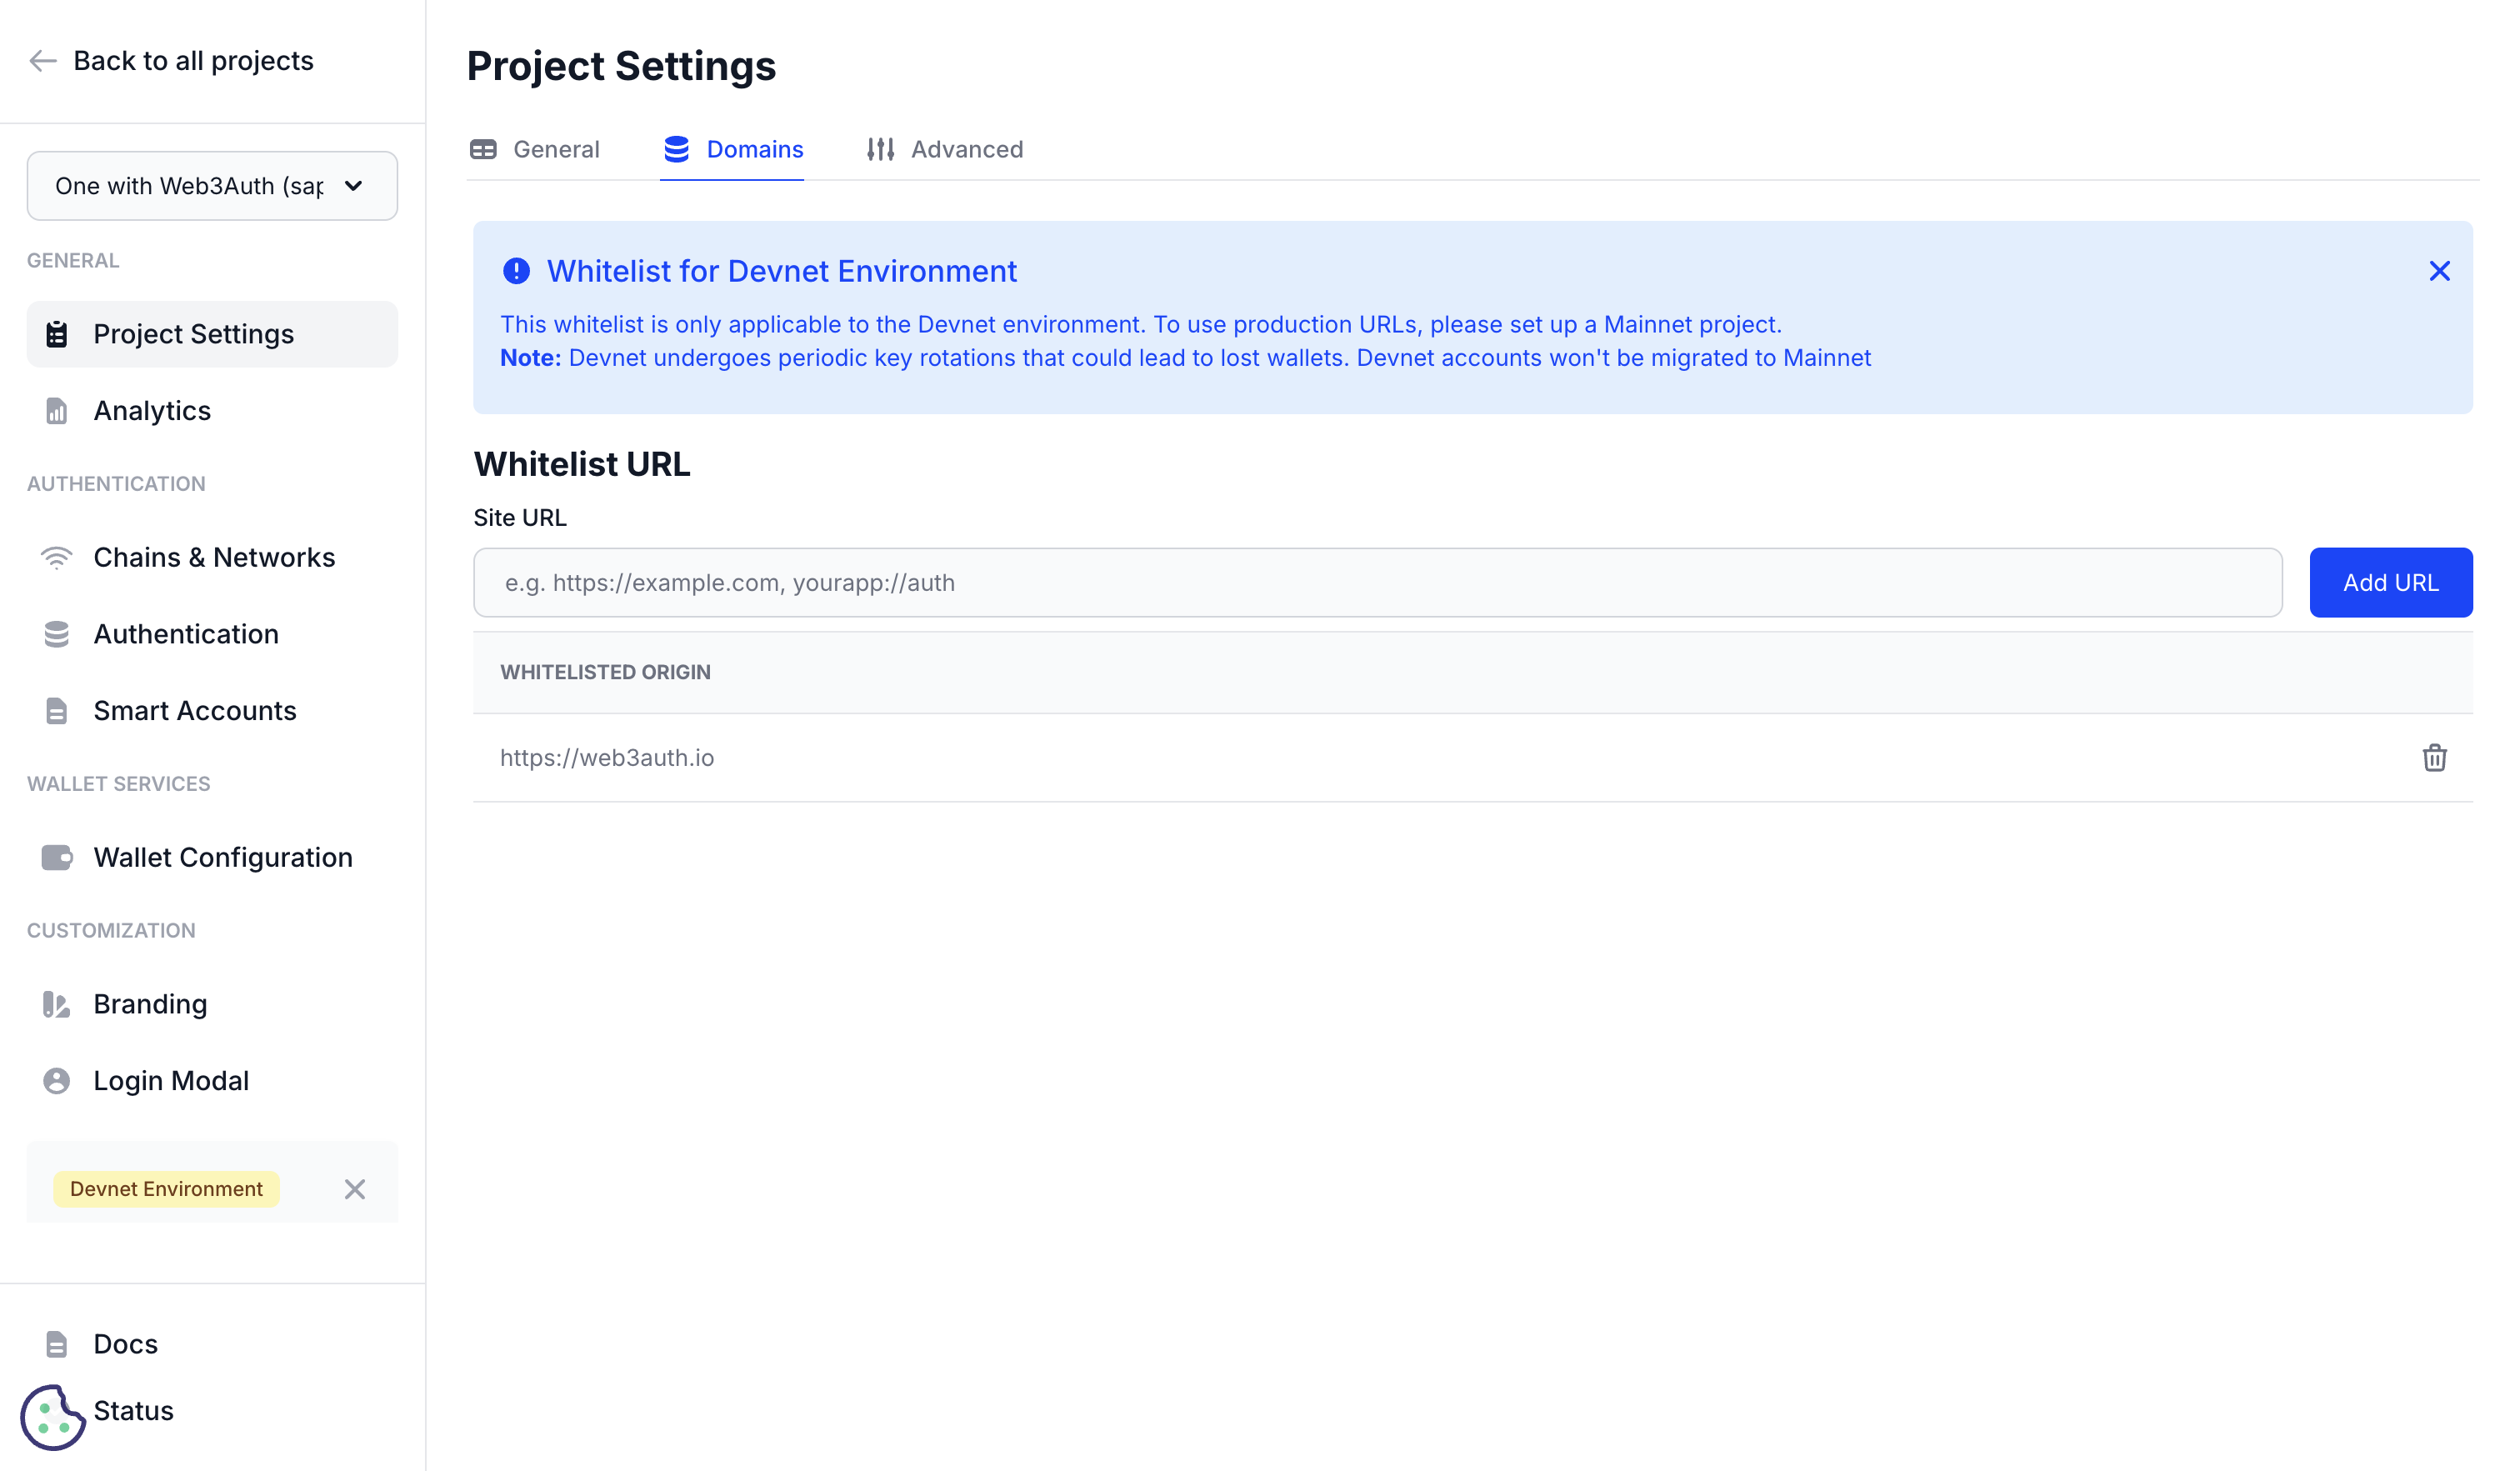 Back to all projects
One with Web3Auth (sap
GENERAL
Project Settings
Analytics
AUTHENTICATION
Chains & Networks
Authentication
Smart Accounts
WALLET SERVICES
Wallet Configuration
CUSTOMIZATION
Branding
Login Modal
Devnet Environment
Docs
Status
Project Settings
General
Domains
Advanced
Whitelist for Devnet Environment
This whitelist is only applicable to the Devnet environment. To use production URLs, please set up a Mainnet project.
Note: Devnet undergoes periodic key rotations that could lead to lost wallets. Devnet accounts won't be migrated to Mainnet
Whitelist URL
Site URL
e.g. https://example.com, yourapp://auth
Add URL
WHITELISTED ORIGIN
https://web3auth.io